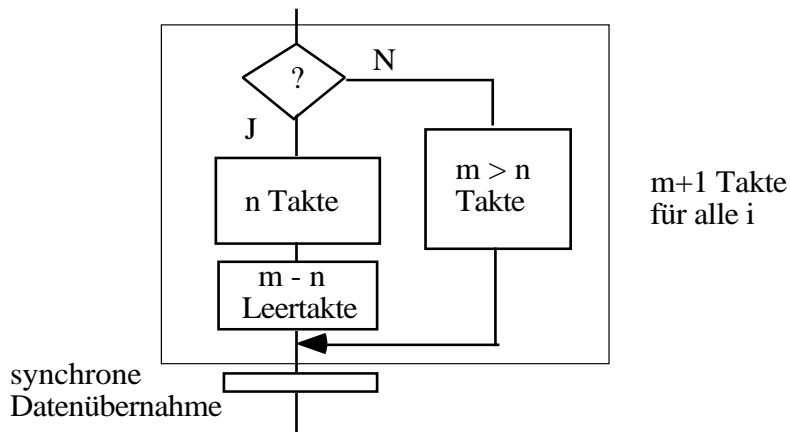 ?
N
J
n Takte
m > n
Takte
m+1 Takte
für alle i
m - n
Leertakte
synchrone
Datenübernahme